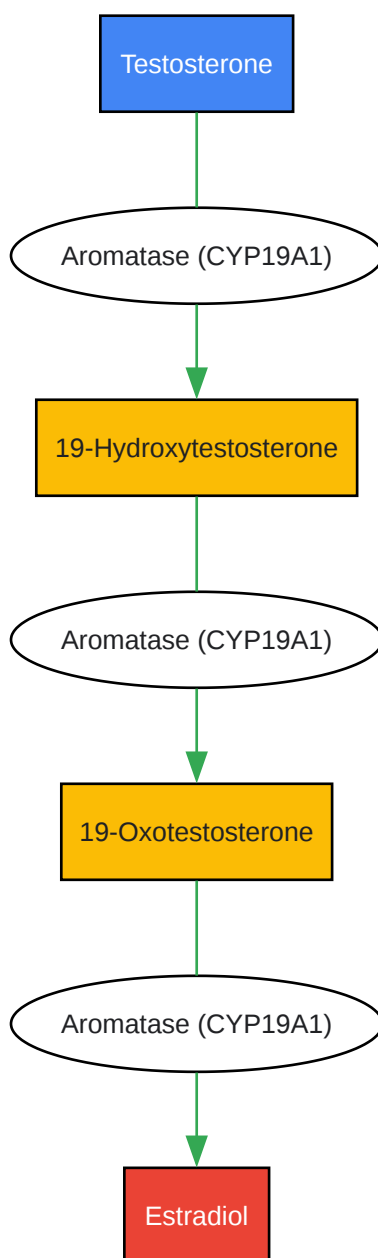 Testosterone
Aromatase (CYP19A1)
19-Hydroxytestosterone
Aromatase (CYP19A1)
19-Oxotestosterone
Aromatase (CYP19A1)
Estradiol